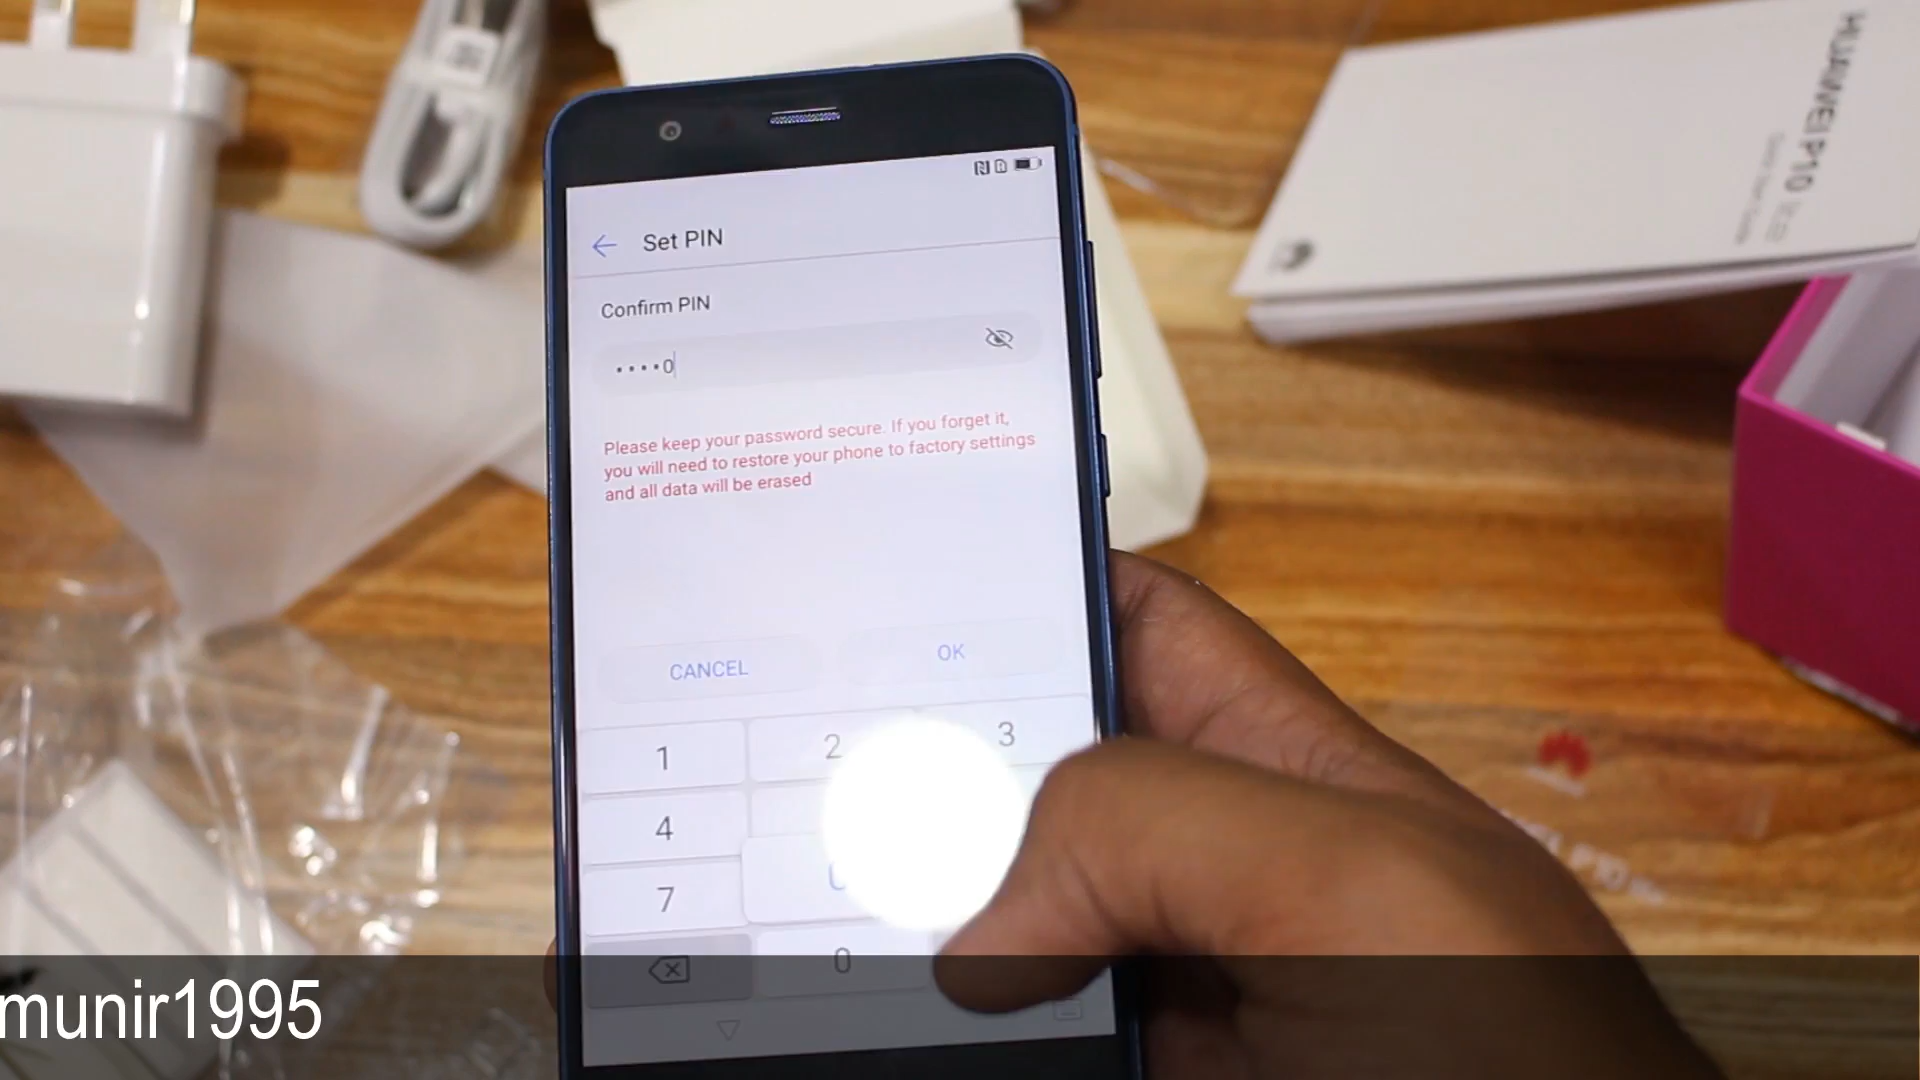 HUAWEI P10
Set PIN
Confirm PIN
••••0
Please keep your password secure. If you forget it,
you will need to restore your phone to factory settings
and all data will be erased
CANCEL
OK
1
2
3
4
7
0
munir1995